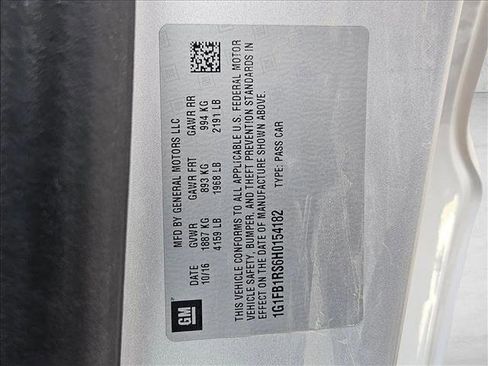 GM
MFD BY GENERAL MOTORS LLC
DATE GVWR GAWR FRT GAWR RR
10/16 1887 KG 893 KG 994 KG
4159 LB 1968 LB 2191 LB
THIS VEHICLE CONFORMS TO ALL APPLICABLE U.S. FEDERAL MOTOR
VEHICLE SAFETY, BUMPER, AND THEFT PREVENTION STANDARDS IN
EFFECT ON THE DATE OF MANUFACTURE SHOWN ABOVE.
1G1FB1RS6H0154182 TYPE: PASS CAR